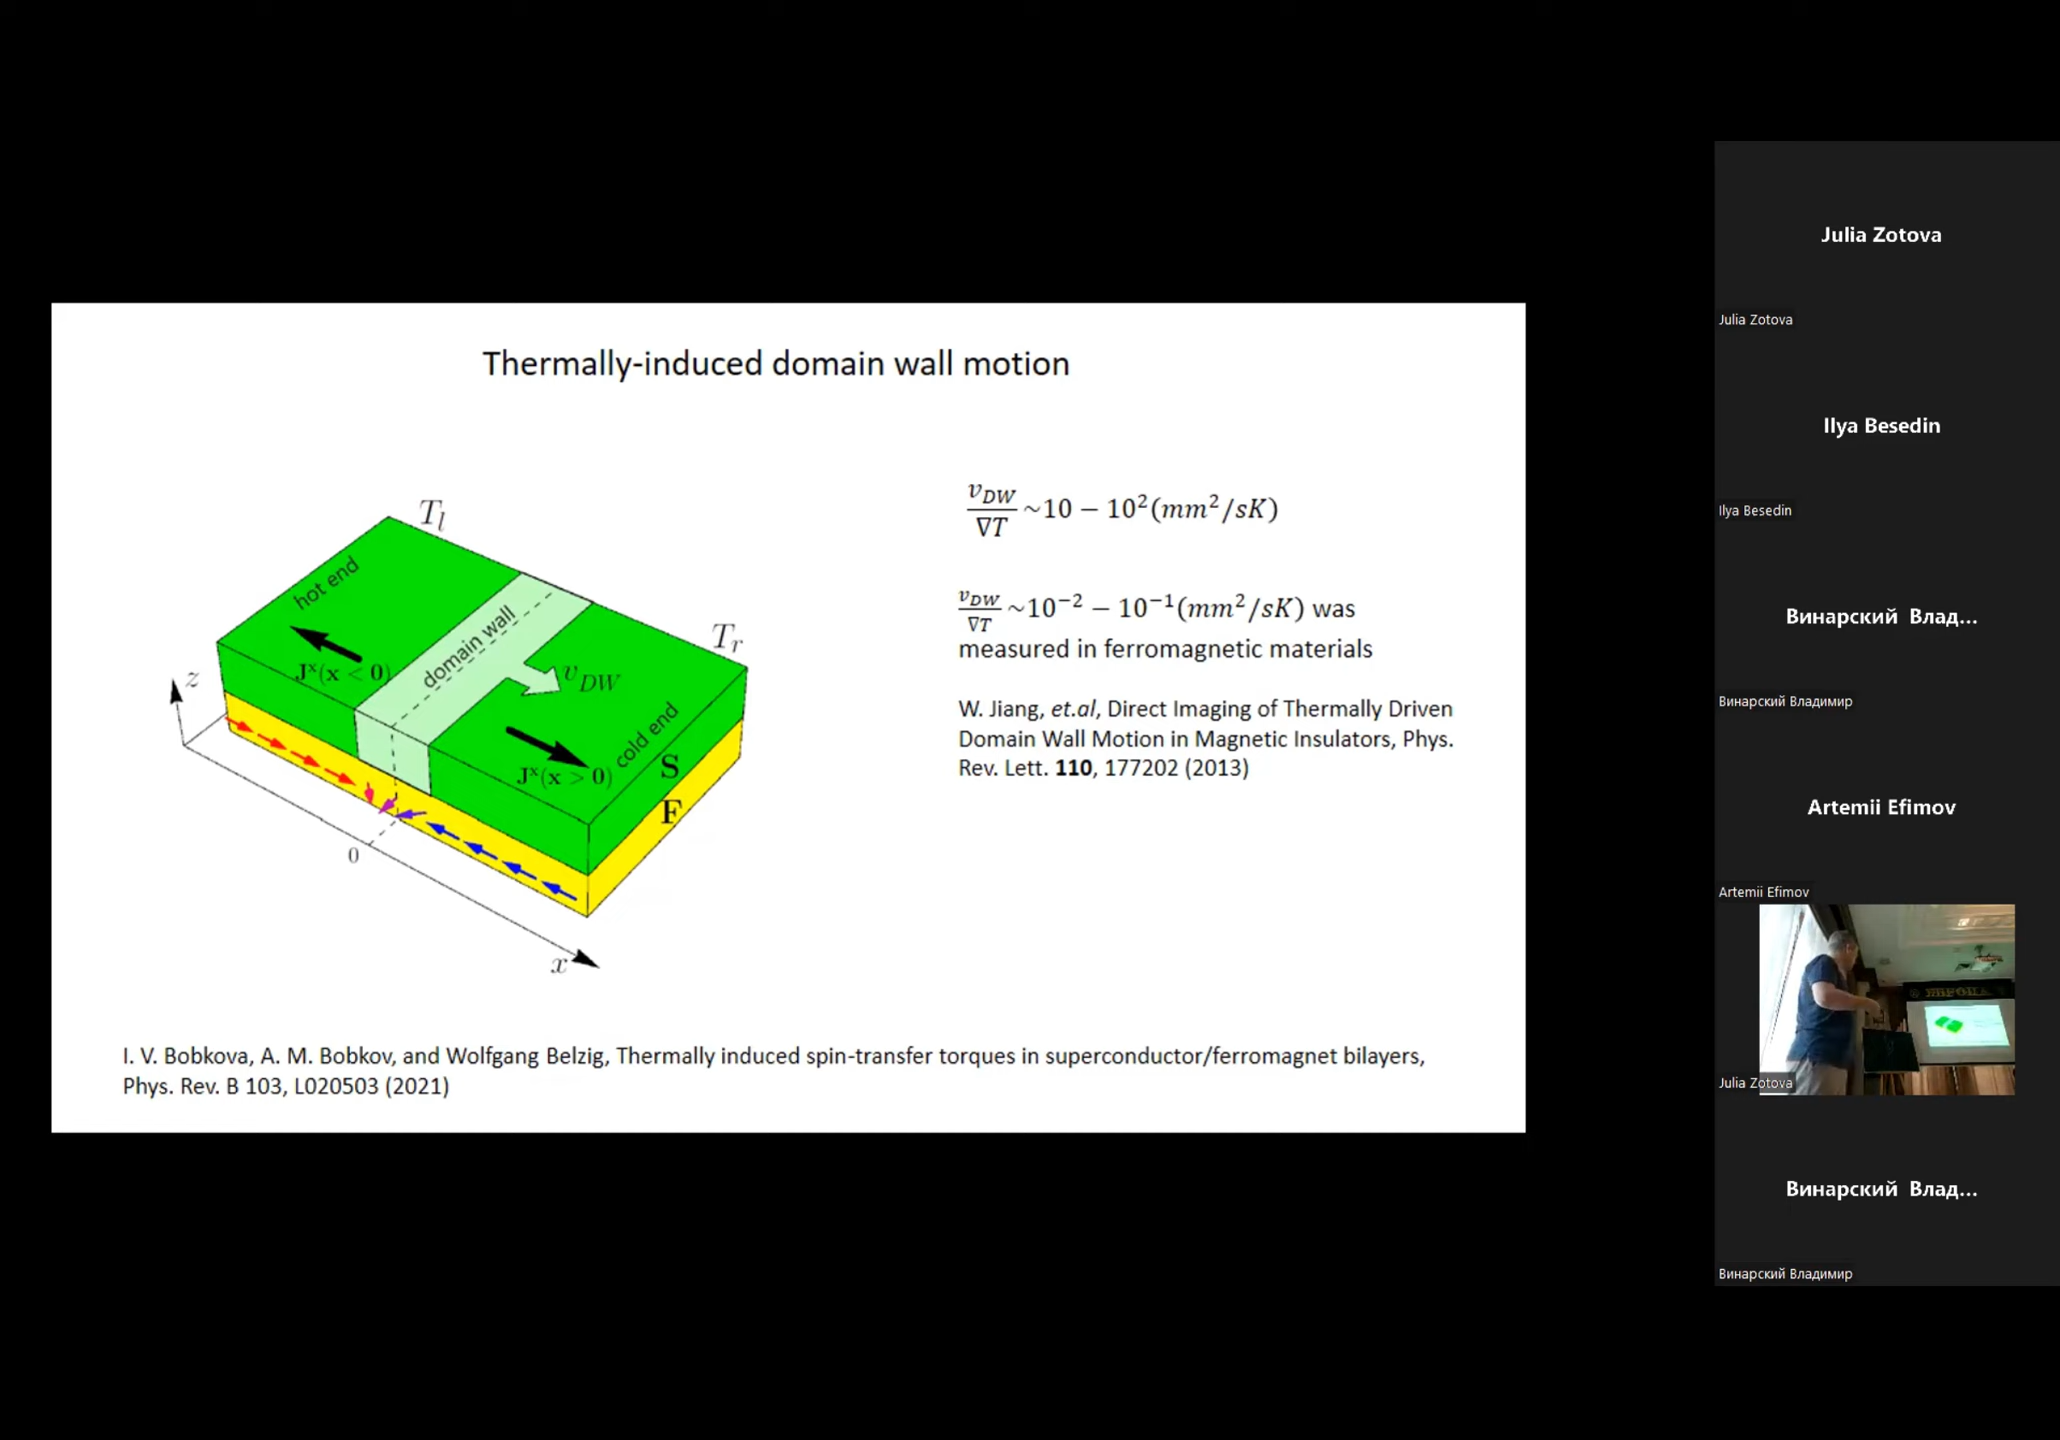 Thermally-induced domain wall motion
T_l
hot end
J^x(x < 0)
domain wall
v_DW
T_r
J^x(x > 0)
cold end
S
F
z
0
x
v_DW/∇T ~10 − 10^2(mm^2/sK)
v_DW/∇T ~10^−2 − 10^−1(mm^2/sK) was
measured in ferromagnetic materials
W. Jiang, et.al, Direct Imaging of Thermally Driven
Domain Wall Motion in Magnetic Insulators, Phys.
Rev. Lett. 110, 177202 (2013)
I. V. Bobkova, A. M. Bobkov, and Wolfgang Belzig, Thermally induced spin-transfer torques in superconductor/ferromagnet bilayers,
Phys. Rev. B 103, L020503 (2021)
Julia Zotova
Julia Zotova
Ilya Besedin
Ilya Besedin
Винарский Влад...
Винарский Владимир
Artemii Efimov
Artemii Efimov
Julia Zotova
Винарский Влад...
Винарский Владимир